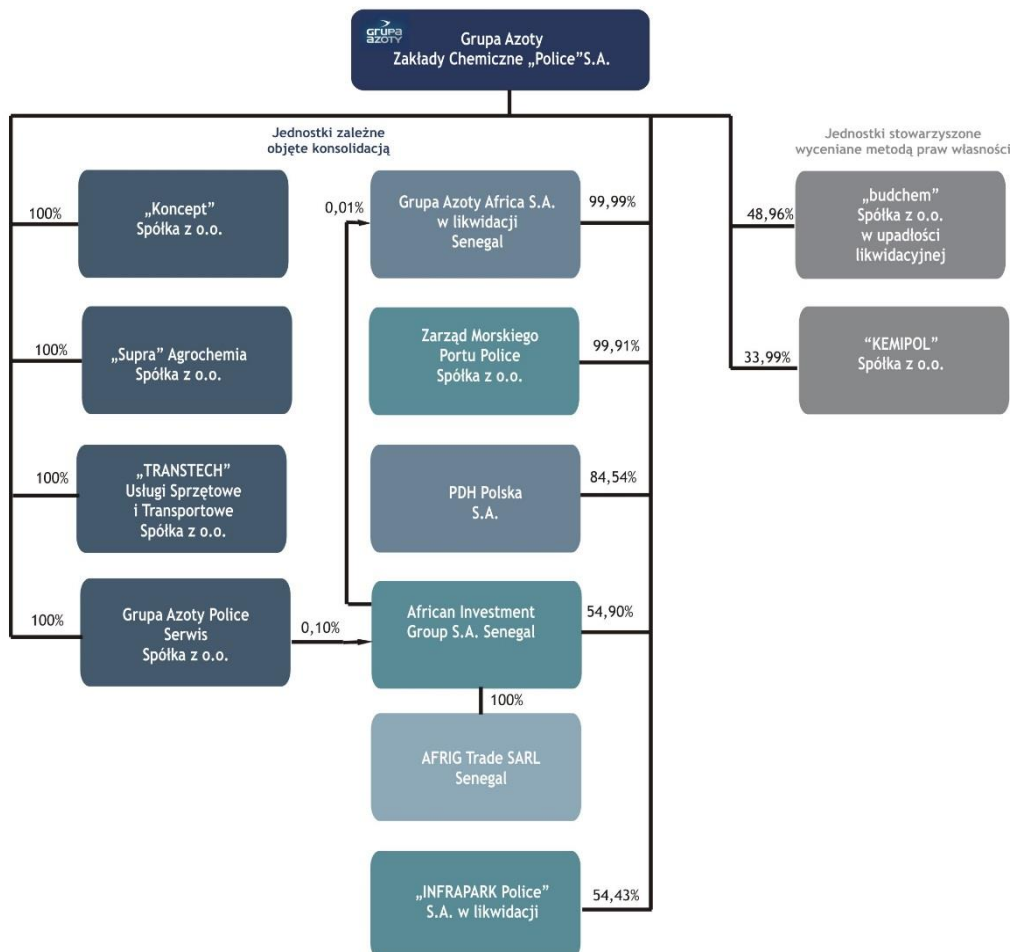 GRUPA
AZOTY
Grupa Azoty
Zakłady Chemiczne „Police”S.A.
Jednostki zależne
objęte konsolidacją
Jednostki stowarzyszone
wyceniane metodą praw własności
100%
„Koncept”
Spółka z o.o.
0,01%
Grupa Azoty Africa S.A.
w likwidacji
Senegal
99,99%
48,96%
„budchem”
Spółka z o.o.
w upadłości
likwidacyjnej
100%
„Supra” Agrochemia
Spółka z o.o.
Zarząd Morskiego
Portu Police
Spółka z o.o.
99,91%
33,99%
"KEMIPOL"
Spółka z o.o.
100%
„TRANSTECH”
Usługi Sprzętowe
i Transportowe
Spółka z o.o.
PDH Polska
S.A.
84,54%
100%
Grupa Azoty Police
Serwis
Spółka z o.o.
0,10%
African Investment
Group S.A. Senegal
54,90%
100%
AFRIG Trade SARL
Senegal
„INFRAPARK Police”
S.A. w likwidacji
54,43%